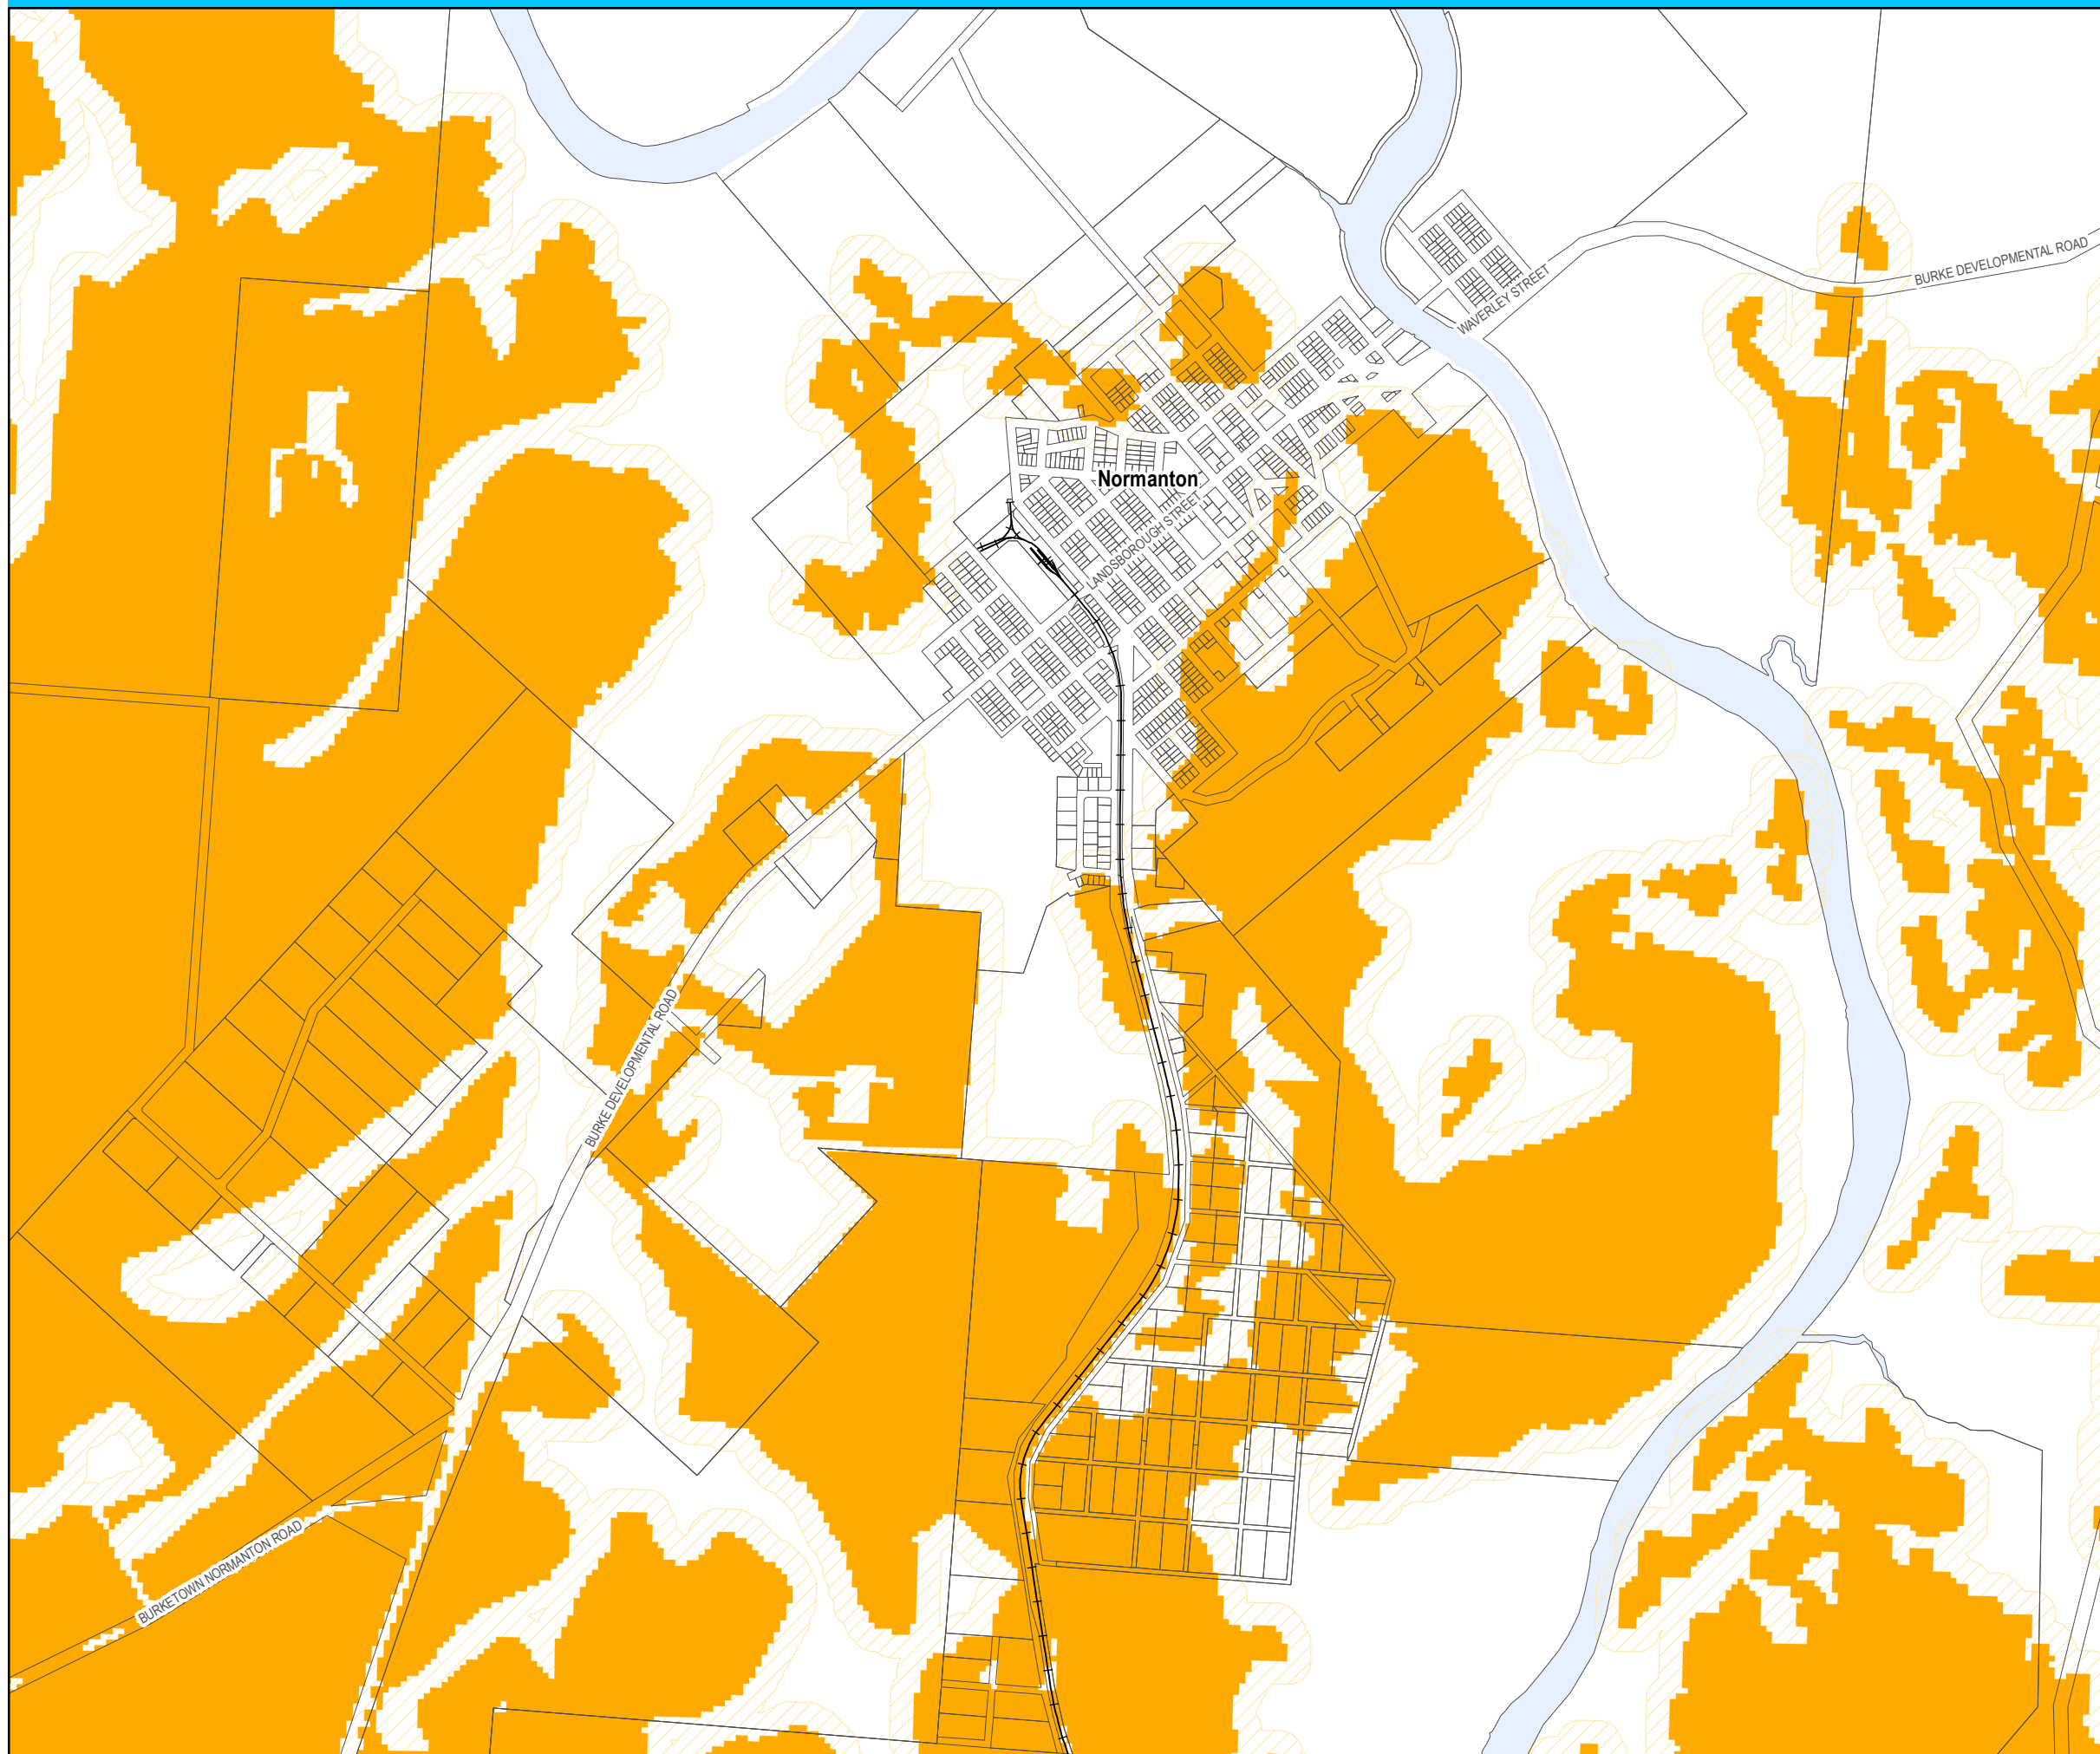 BURKE DEVELOPMENTAL ROAD
WAVERLEY STREET
Normanton
LANDSBOROUGH STREET
BURKE DEVELOPMENTAL ROAD
BURKETOWN NORMANTON ROAD